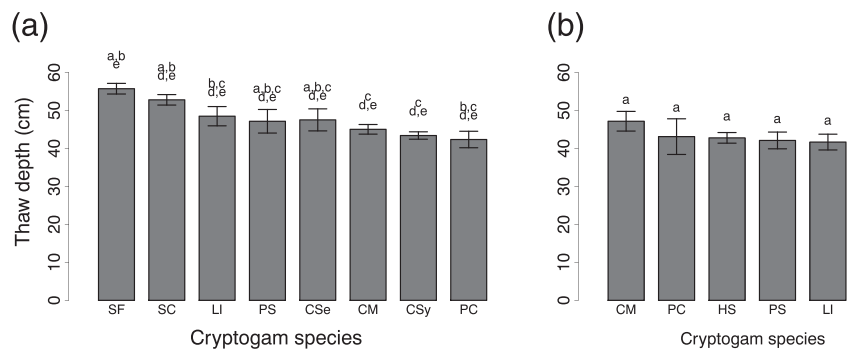 (a)
Thaw depth (cm)
0 10 20 30 40 50 60
a,b
e
a,b
d,e
b,c
d,e
a,b,c
d,e
a,b,c
d,e
c
d,e
c
d,e
b,c
d,e
SF SC LI PS CSe CM CSy PC
Cryptogam species
(b)
0 10 20 30 40 50 60
a a a a a
CM PC HS PS LI
Cryptogam species